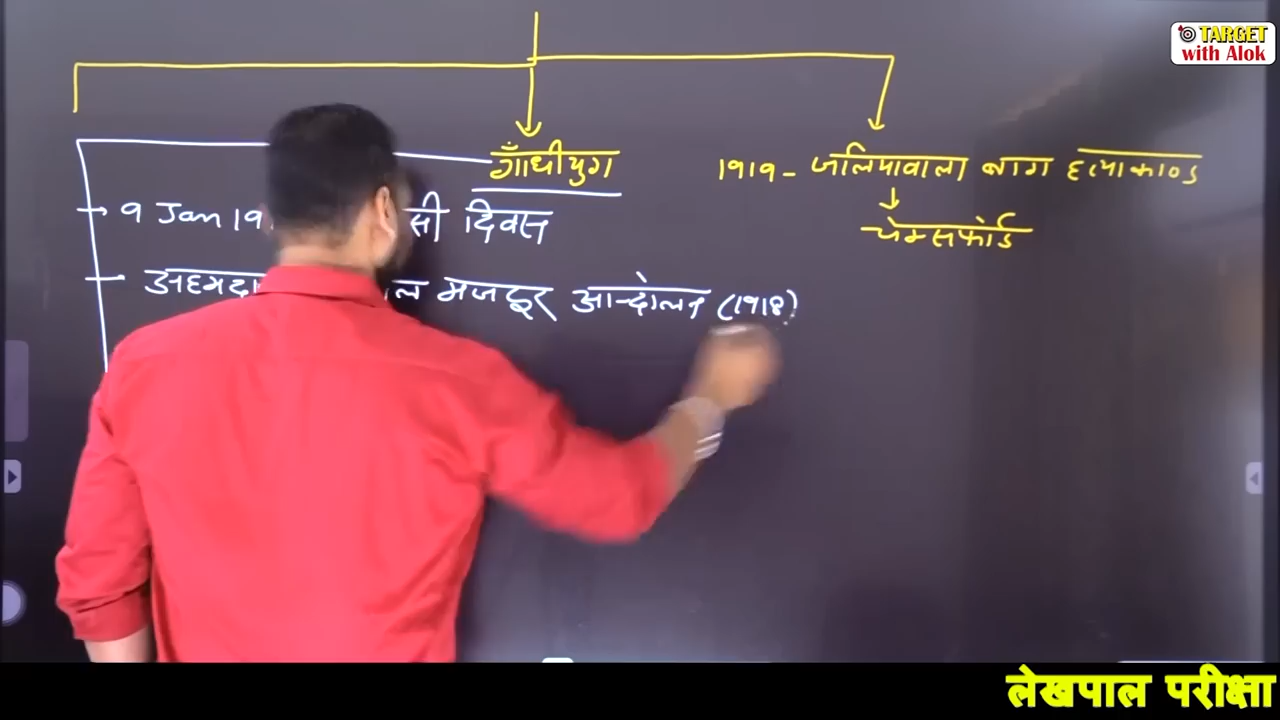 TARGET
with Alok
गाँधीयुग
1919 - जलियावाला बाग हत्याकाण्ड
चेम्सफोर्ड
9 Jan 19 सी दिवस
मजदूर आन्दोलन (1918)
लेखपाल परीक्षा